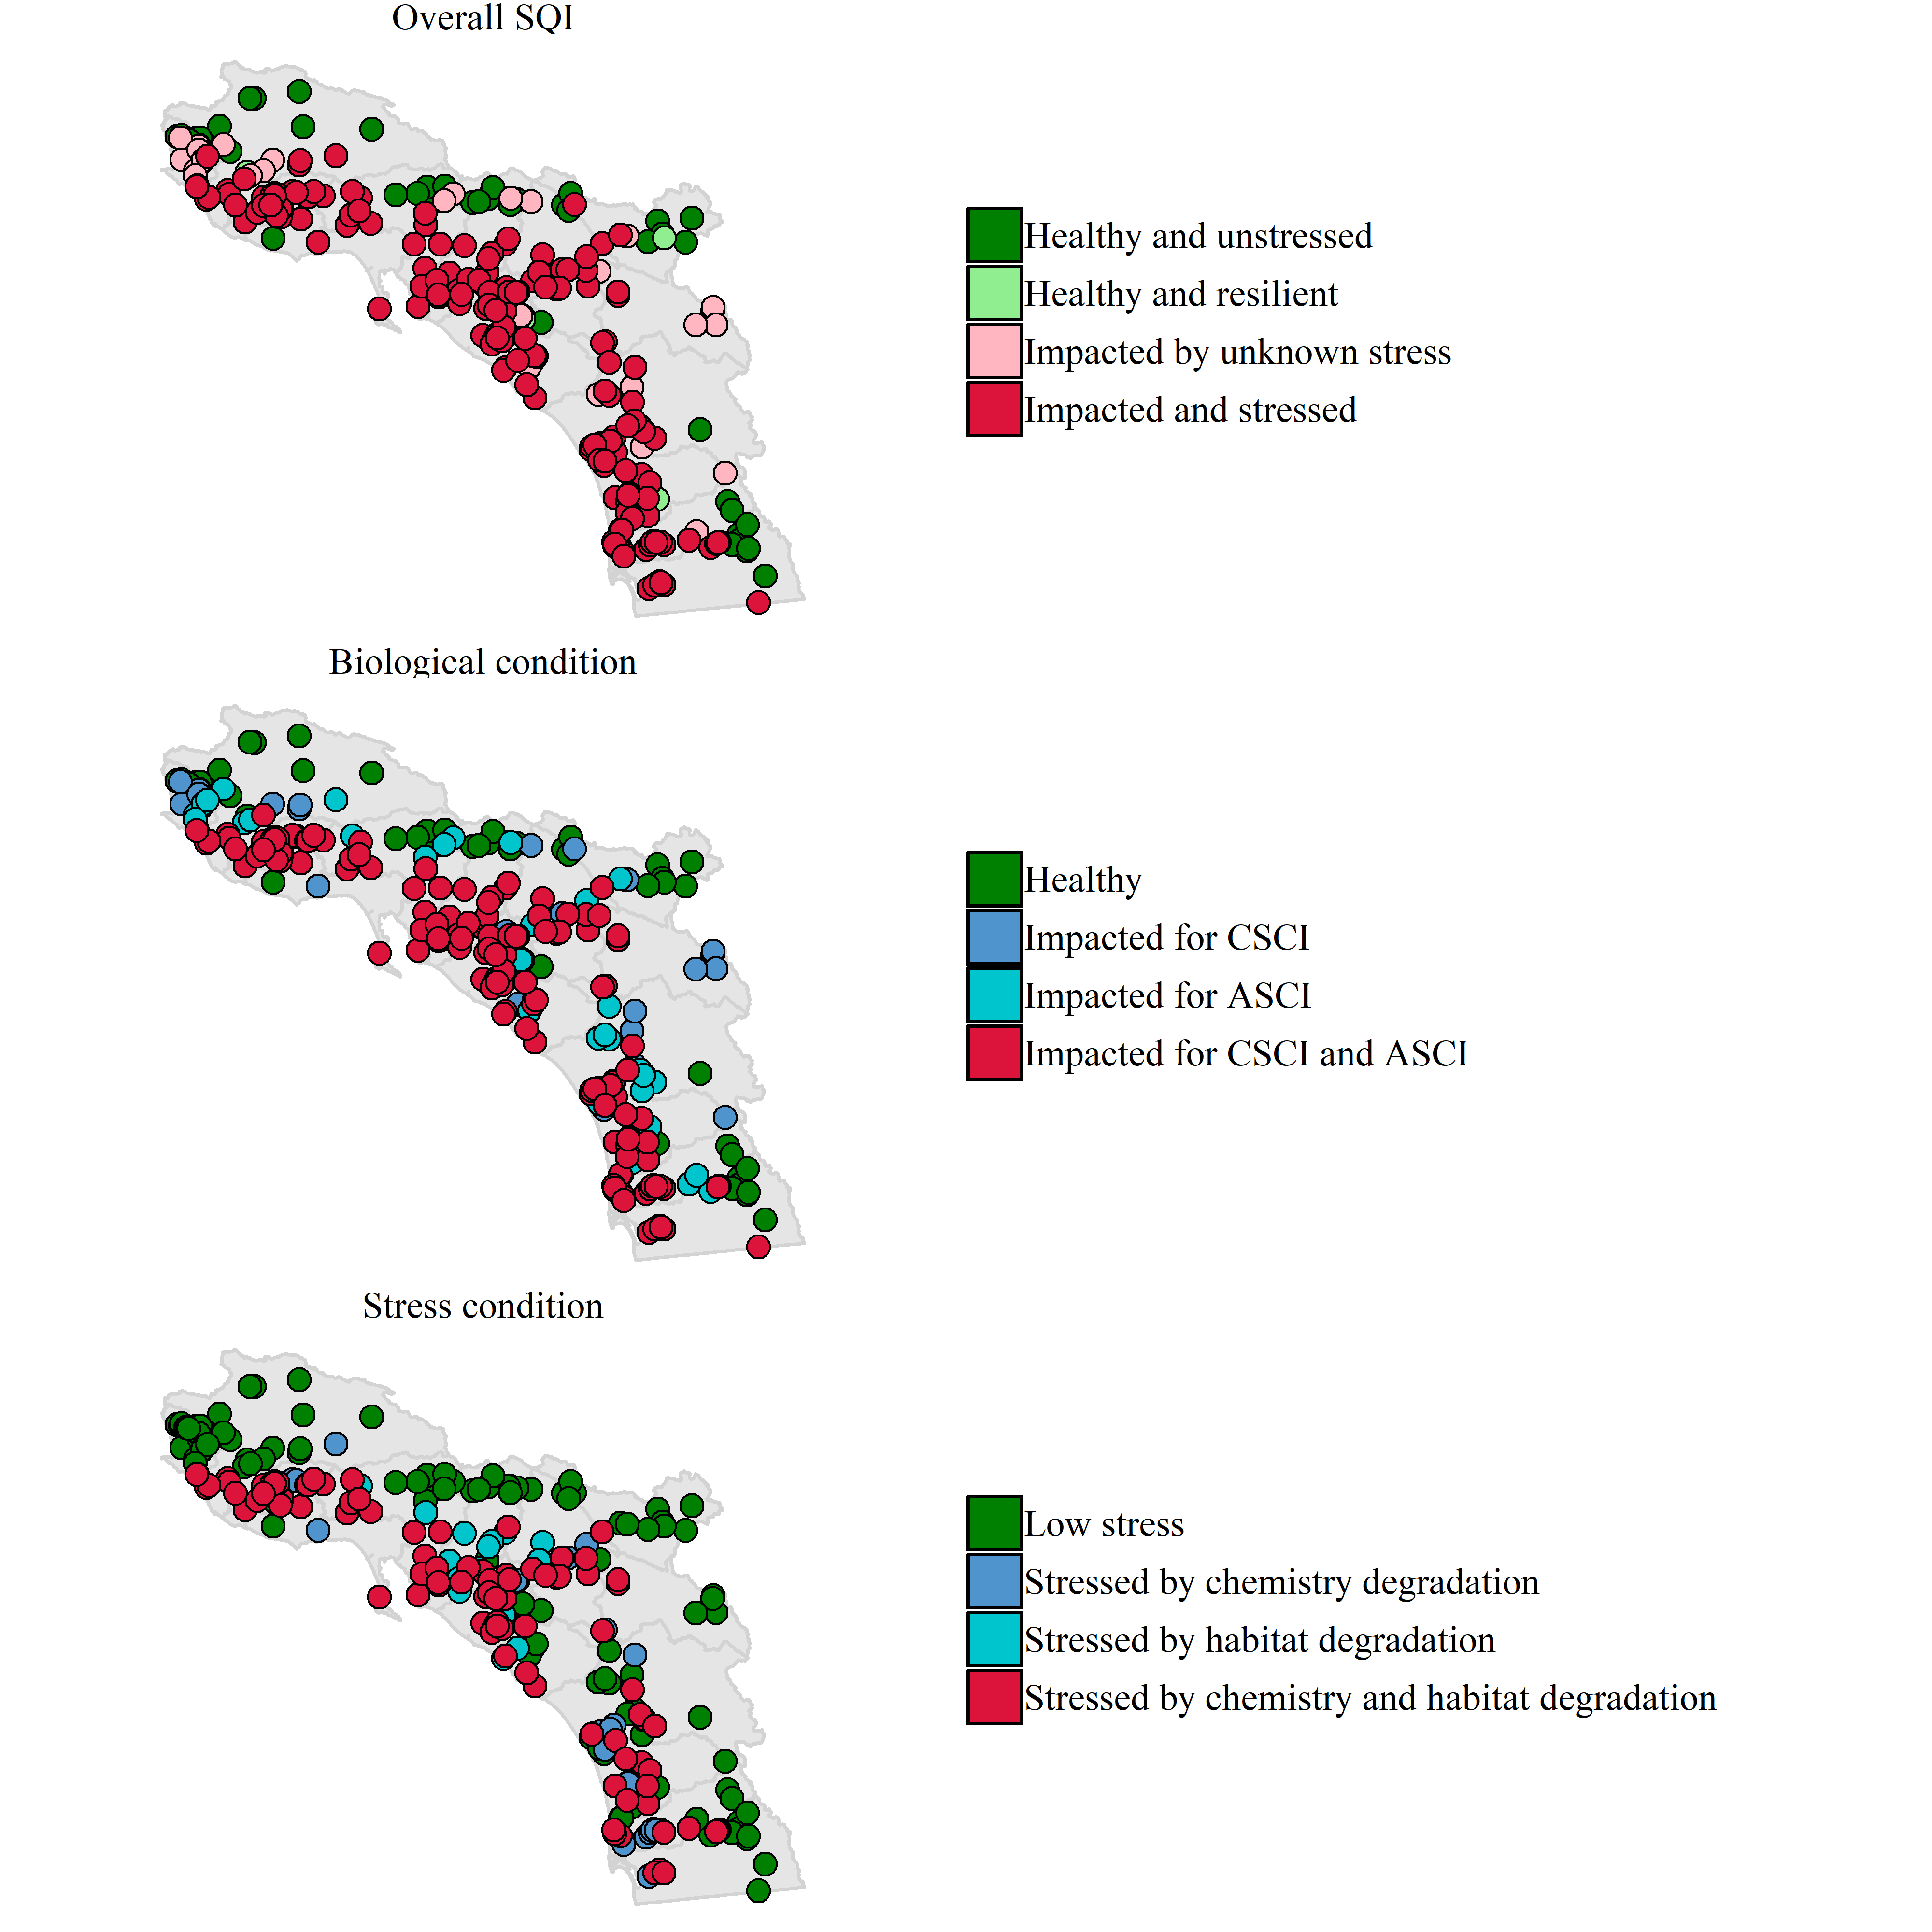 Overall SQI
Healthy and unstressed
Healthy and resilient
Impacted by unknown stress
Impacted and stressed
Biological condition
Healthy
Impacted for CSCI
Impacted for ASCI
Impacted for CSCI and ASCI
Stress condition
Low stress
Stressed by chemistry degradation
Stressed by habitat degradation
Stressed by chemistry and habitat degradation